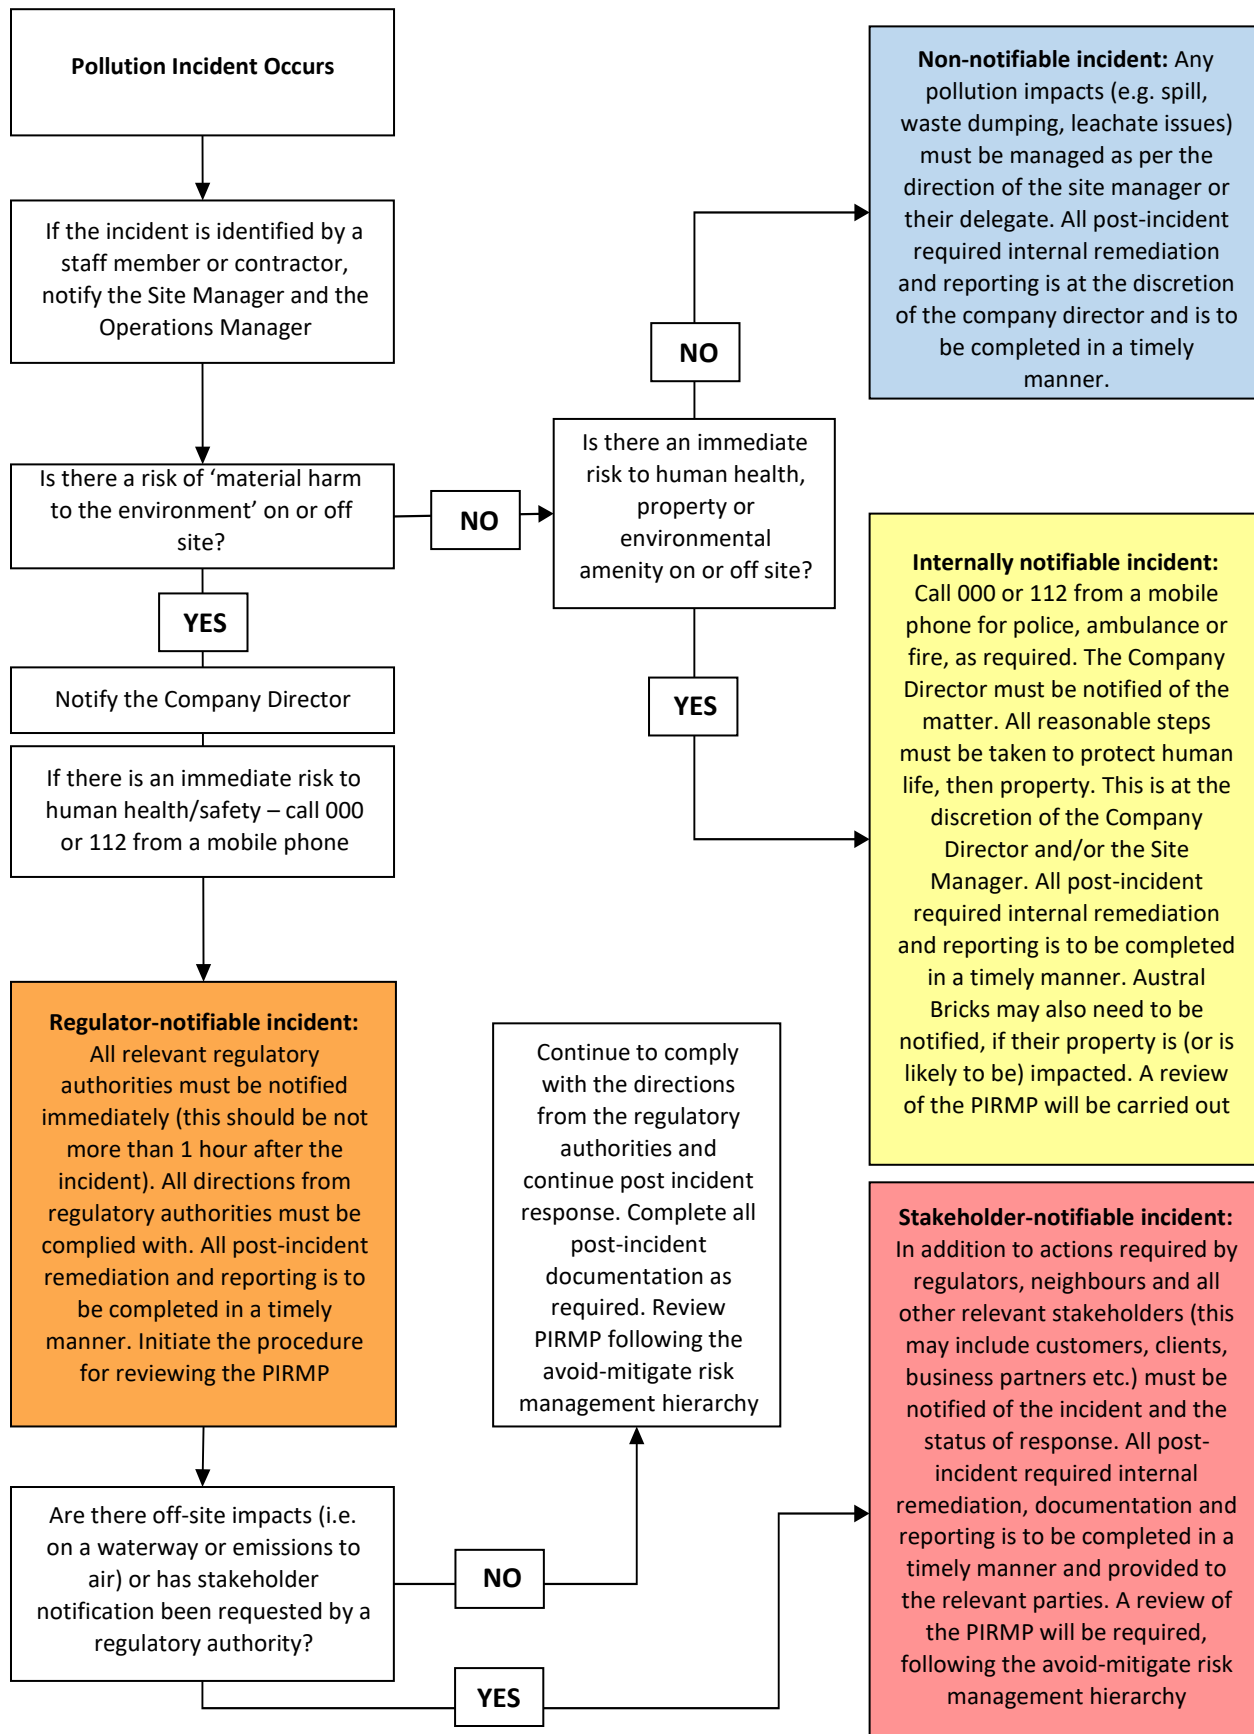 Pollution Incident Occurs
If the incident is identified by a
staff member or contractor,
notify the Site Manager and the
Operations Manager
Is there a risk of ‘material harm
to the environment’ on or off
site?
NO
YES
Notify the Company Director
If there is an immediate risk to
human health/safety – call 000
or 112 from a mobile phone
Regulator-notifiable incident:
All relevant regulatory
authorities must be notified
immediately (this should be not
more than 1 hour after the
incident). All directions from
regulatory authorities must be
complied with. All post-incident
remediation and reporting is to
be completed in a timely
manner. Initiate the procedure
for reviewing the PIRMP
Are there off-site impacts (i.e.
on a waterway or emissions to
air) or has stakeholder
notification been requested by a
regulatory authority?
NO
YES
Continue to comply
with the directions
from the regulatory
authorities and
continue post incident
response. Complete all
post-incident
documentation as
required. Review
PIRMP following the
avoid-mitigate risk
management hierarchy
Is there an immediate
risk to human health,
property or
environmental
amenity on or off site?
NO
YES
Non-notifiable incident: Any
pollution impacts (e.g. spill,
waste dumping, leachate issues)
must be managed as per the
direction of the site manager or
their delegate. All post-incident
required internal remediation
and reporting is at the discretion
of the company director and is to
be completed in a timely
manner.
Internally notifiable incident:
Call 000 or 112 from a mobile
phone for police, ambulance or
fire, as required. The Company
Director must be notified of the
matter. All reasonable steps
must be taken to protect human
life, then property. This is at the
discretion of the Company
Director and/or the Site
Manager. All post-incident
required internal remediation
and reporting is to be completed
in a timely manner. Austral
Bricks may also need to be
notified, if their property is (or is
likely to be) impacted. A review
of the PIRMP will be carried out
Stakeholder-notifiable incident:
In addition to actions required by
regulators, neighbours and all
other relevant stakeholders (this
may include customers, clients,
business partners etc.) must be
notified of the incident and the
status of response. All post-
incident required internal
remediation, documentation and
reporting is to be completed in a
timely manner and provided to
the relevant parties. A review of
the PIRMP will be required,
following the avoid-mitigate risk
management hierarchy